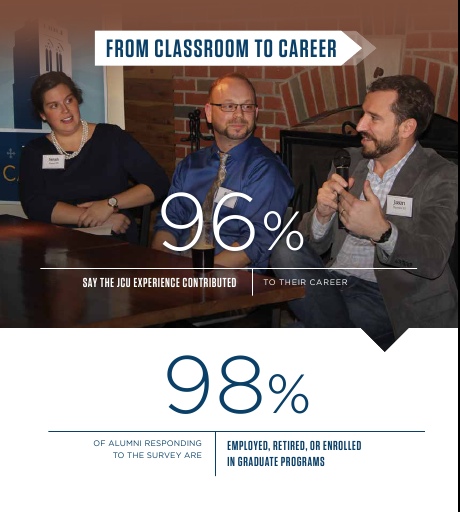 FROM CLASSROOM TO CAREER
Jason
96%
SAY THE JCU EXPERIENCE CONTRIBUTED TO THEIR CAREER
98%
OF ALUMNI RESPONDING
TO THE SURVEY ARE
EMPLOYED, RETIRED, OR ENROLLED
IN GRADUATE PROGRAMS